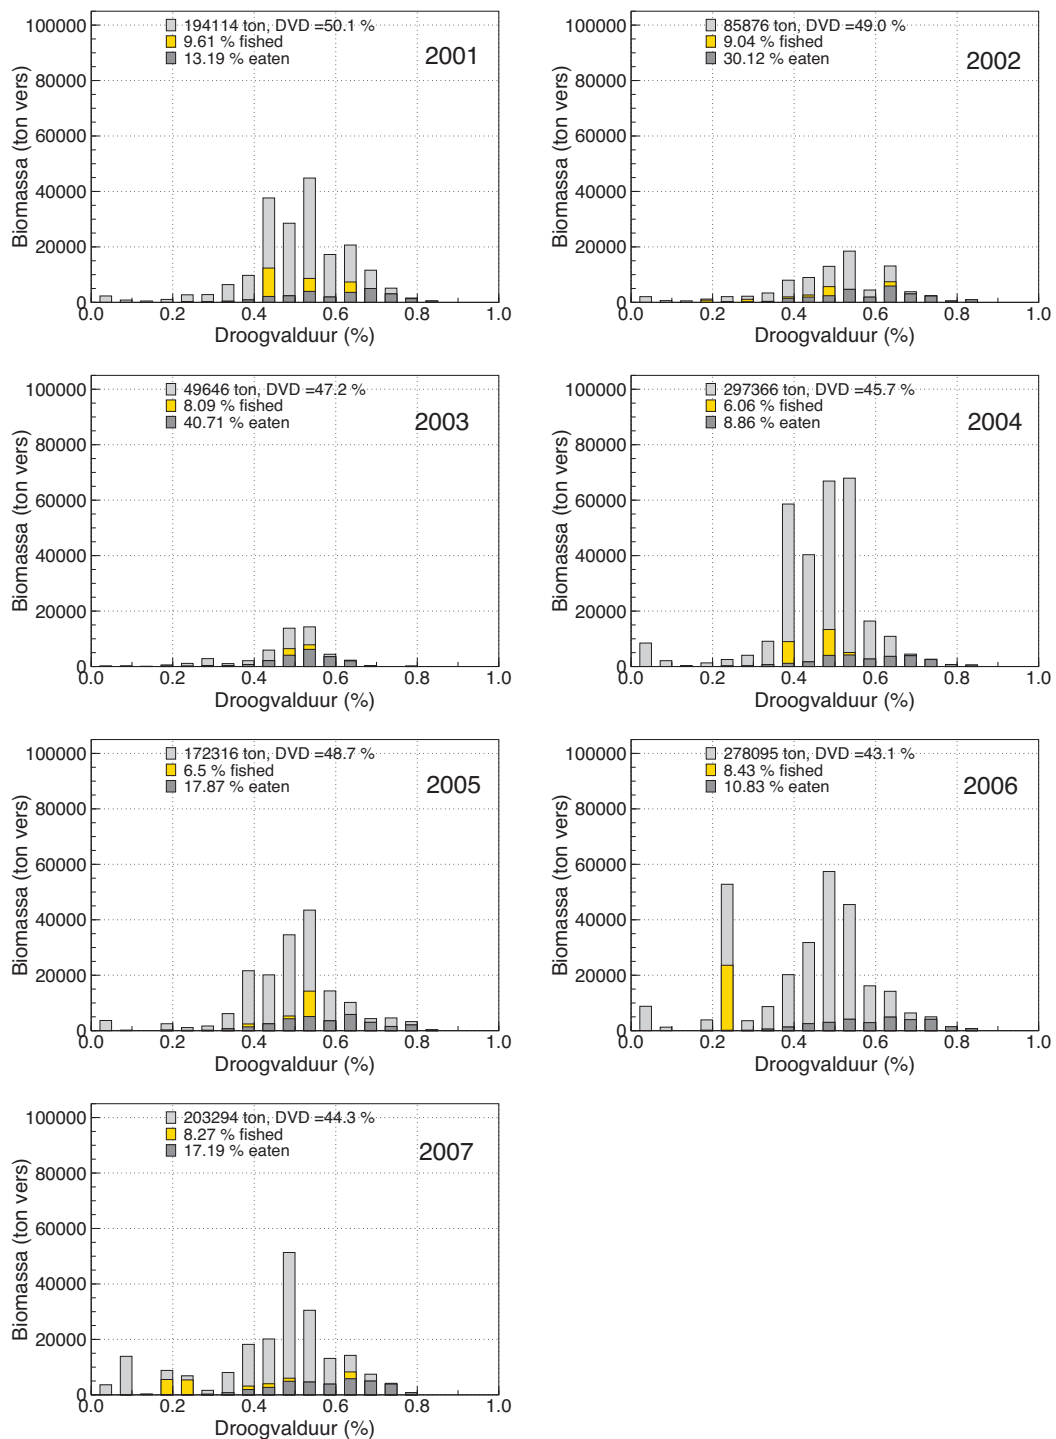 194114 ton, DVD =50.1 %
9.61 % fished
13.19 % eaten
2001
100000
80000
60000
40000
20000
0
Biomassa (ton vers)
0.0 0.2 0.4 0.6 0.8 1.0
Droogvalduur (%)
85876 ton, DVD =49.0 %
9.04 % fished
30.12 % eaten
2002
100000
80000
60000
40000
20000
0
Biomassa (ton vers)
0.0 0.2 0.4 0.6 0.8 1.0
Droogvalduur (%)
49646 ton, DVD =47.2 %
8.09 % fished
40.71 % eaten
2003
100000
80000
60000
40000
20000
0
Biomassa (ton vers)
0.0 0.2 0.4 0.6 0.8 1.0
Droogvalduur (%)
297366 ton, DVD =45.7 %
6.06 % fished
8.86 % eaten
2004
100000
80000
60000
40000
20000
0
Biomassa (ton vers)
0.0 0.2 0.4 0.6 0.8 1.0
Droogvalduur (%)
172316 ton, DVD =48.7 %
6.5 % fished
17.87 % eaten
2005
100000
80000
60000
40000
20000
0
Biomassa (ton vers)
0.0 0.2 0.4 0.6 0.8 1.0
Droogvalduur (%)
278095 ton, DVD =43.1 %
8.43 % fished
10.83 % eaten
2006
100000
80000
60000
40000
20000
0
Biomassa (ton vers)
0.0 0.2 0.4 0.6 0.8 1.0
Droogvalduur (%)
203294 ton, DVD =44.3 %
8.27 % fished
17.19 % eaten
2007
100000
80000
60000
40000
20000
0
Biomassa (ton vers)
0.0 0.2 0.4 0.6 0.8 1.0
Droogvalduur (%)